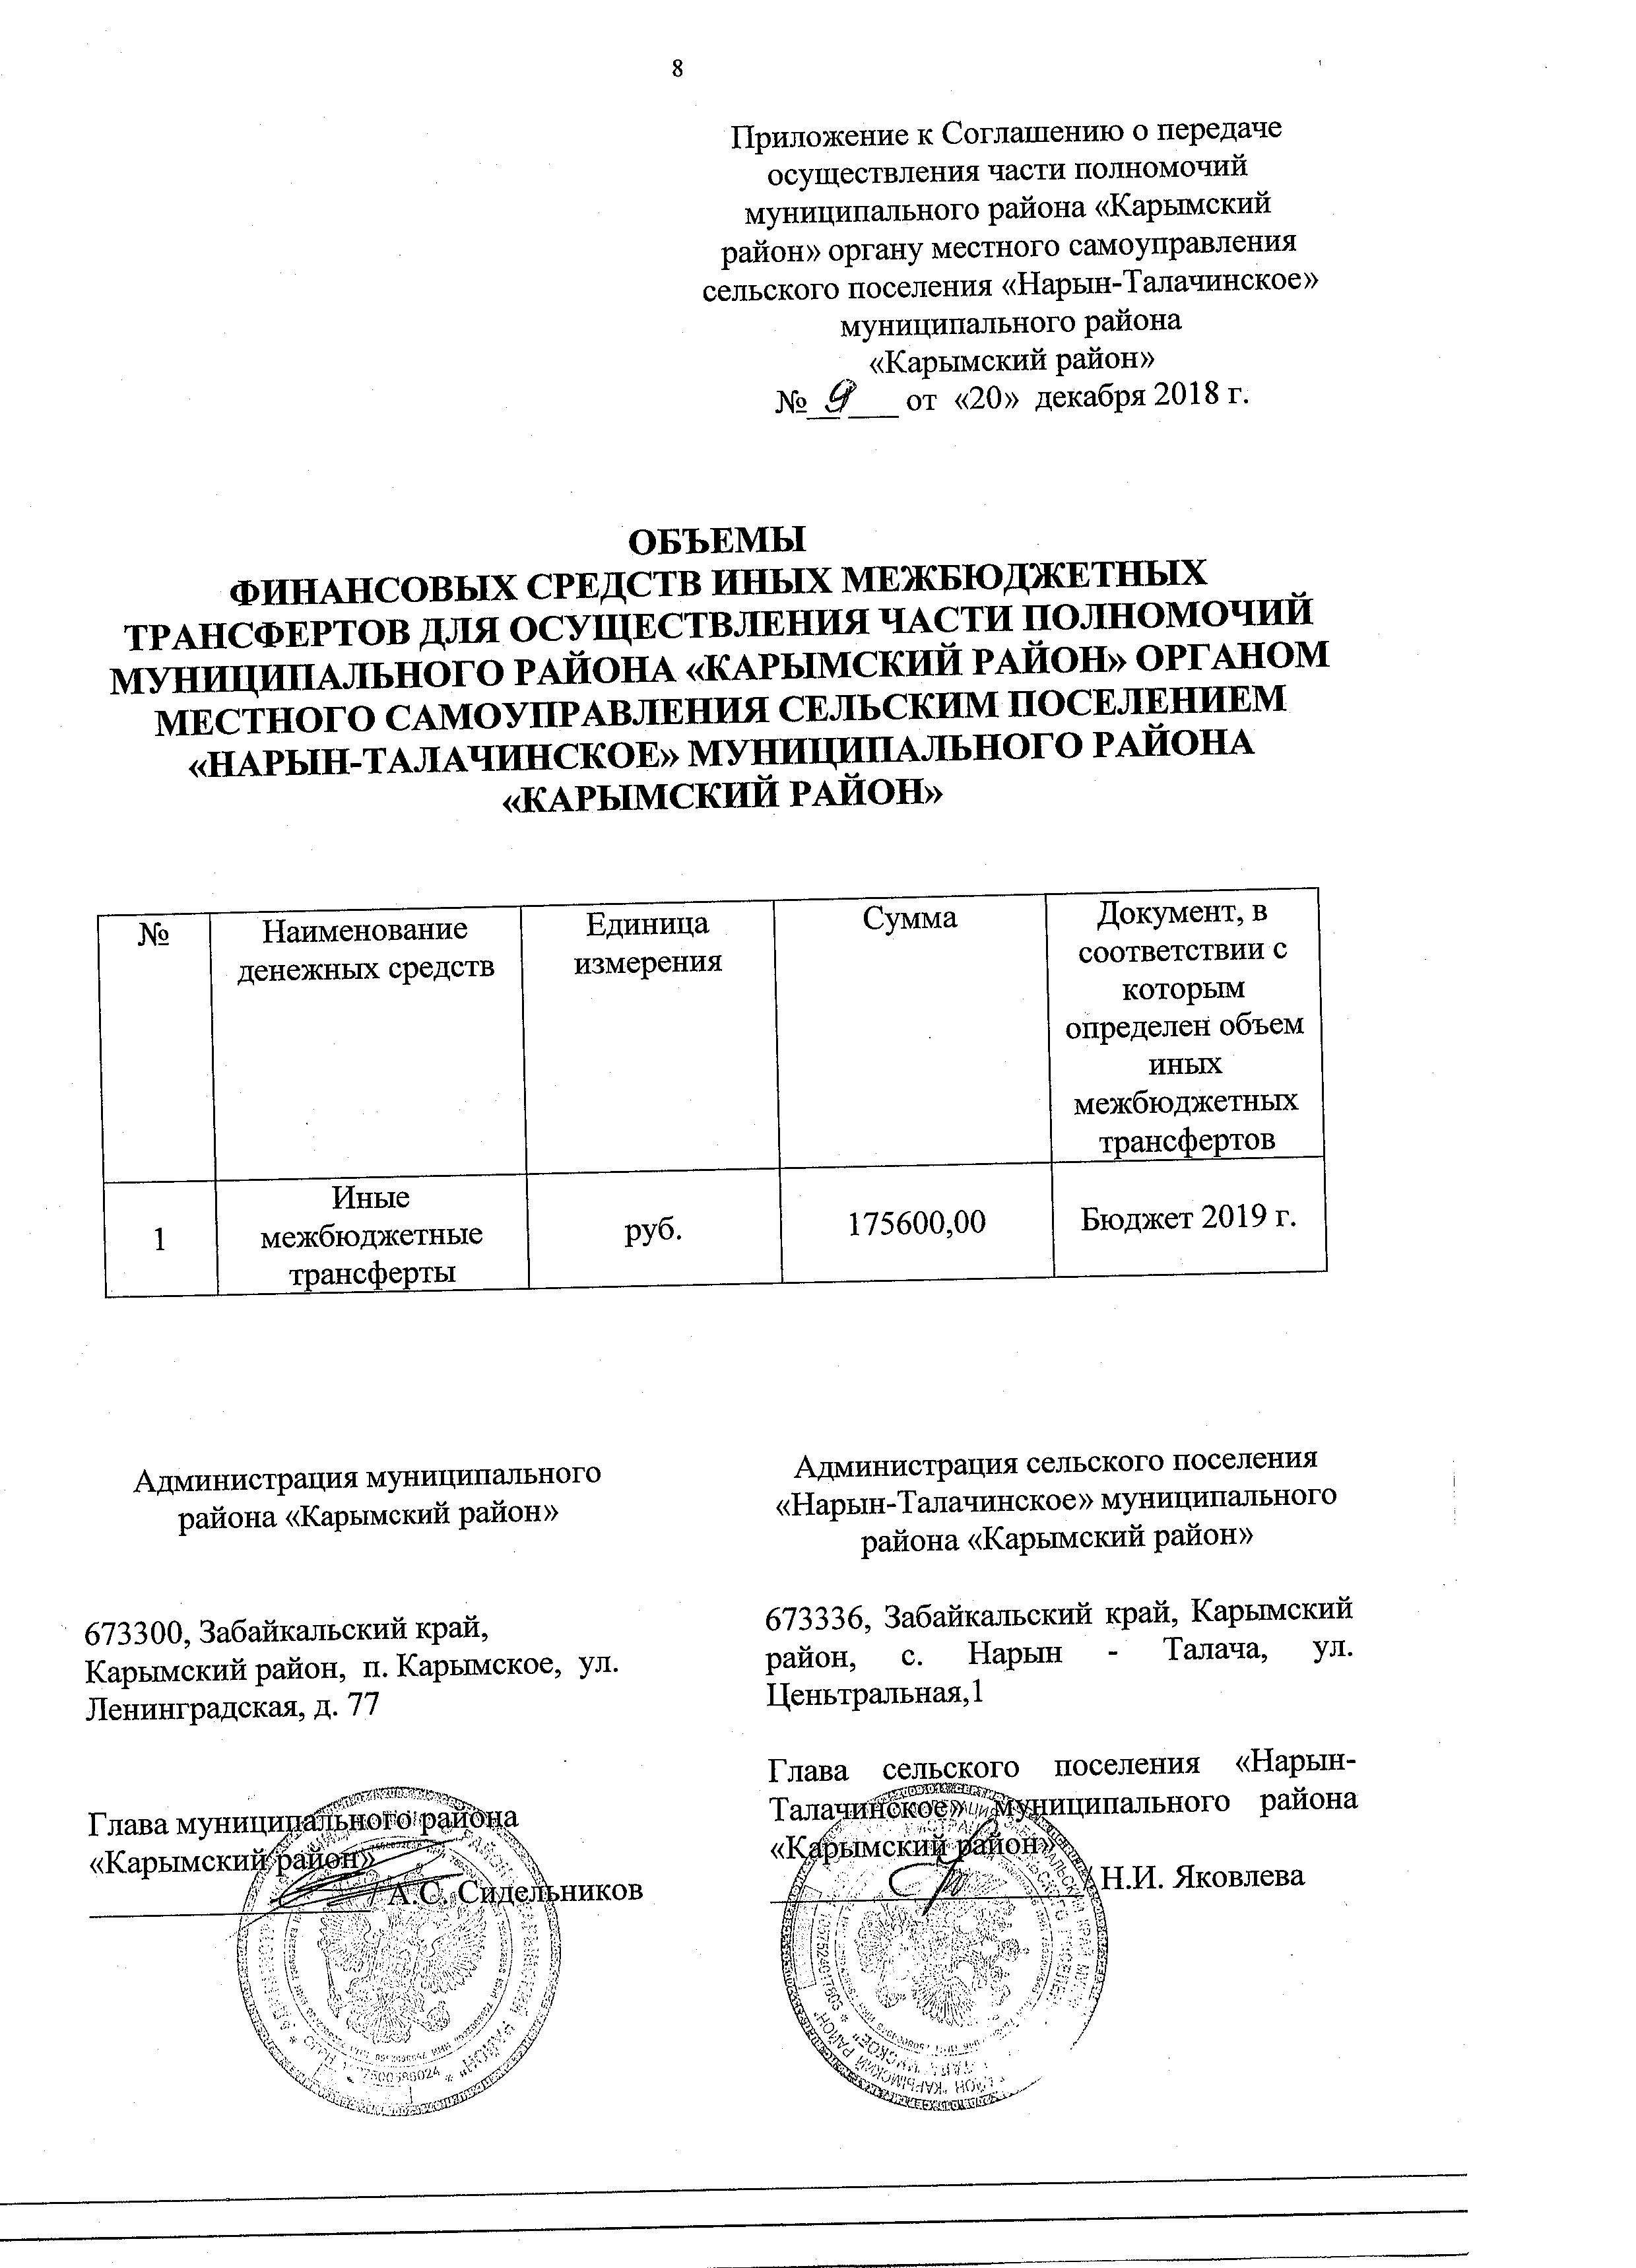 8
Приложение к Соглашению о передаче
осуществления части полномочий
муниципального района «Карымский
район» органу местного самоуправления
сельского поселения «Нарын-Талачинское»
муниципального района
«Карымский район»
№ 9 от «20» декабря 2018 г.
ОБЪЕМЫ
ФИНАНСОВЫХ СРЕДСТВ ИНЫХ МЕЖБЮДЖЕТНЫХ
ТРАНСФЕРТОВ ДЛЯ ОСУЩЕСТВЛЕНИЯ ЧАСТИ ПОЛНОМОЧИЙ
МУНИЦИПАЛЬНОГО РАЙОНА «КАРЫМСКИЙ РАЙОН» ОРГАНОМ
МЕСТНОГО САМОУПРАВЛЕНИЯ СЕЛЬСКИМ ПОСЕЛЕНИЕМ
«НАРЫН-ТАЛАЧИНСКОЕ» МУНИЦИПАЛЬНОГО РАЙОНА
«КАРЫМСКИЙ РАЙОН»
№
Наименование
денежных средств
Единица
измерения
Сумма
Документ, в
соответствии с
которым
определен объем
иных
межбюджетных
трансфертов
1
Иные
межбюджетные
трансферты
руб.
175600,00
Бюджет 2019 г.
Администрация муниципального
района «Карымский район»
673300, Забайкальский край,
Карымский район, п. Карымское, ул.
Ленинградская, д. 77
Глава муниципального района
«Карымский район»
А.С. Сидельников
Администрация сельского поселения
«Нарын-Талачинское» муниципального
района «Карымский район»
673336, Забайкальский край, Карымский
район, с. Нарын - Талача, ул.
Ценьтральная,1
Глава сельского поселения «Нарын-
Талачинское» муниципального района
«Карымский район»
Н.И. Яковлева